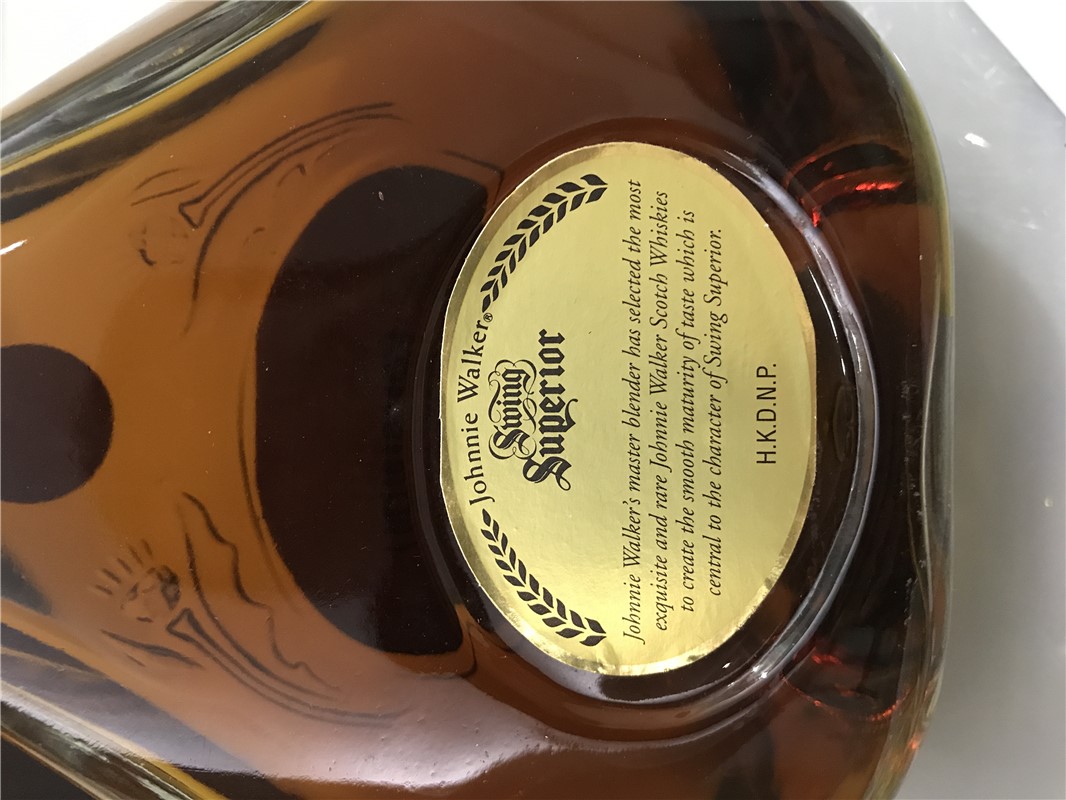 Johnnie Walker®
Swing
Superior
Johnnie Walker's master blender has selected the most
exquisite and rare Johnnie Walker Scotch Whiskies
to create the smooth maturity of taste which is
central to the character of Swing Superior.
H.K.D.N.P.